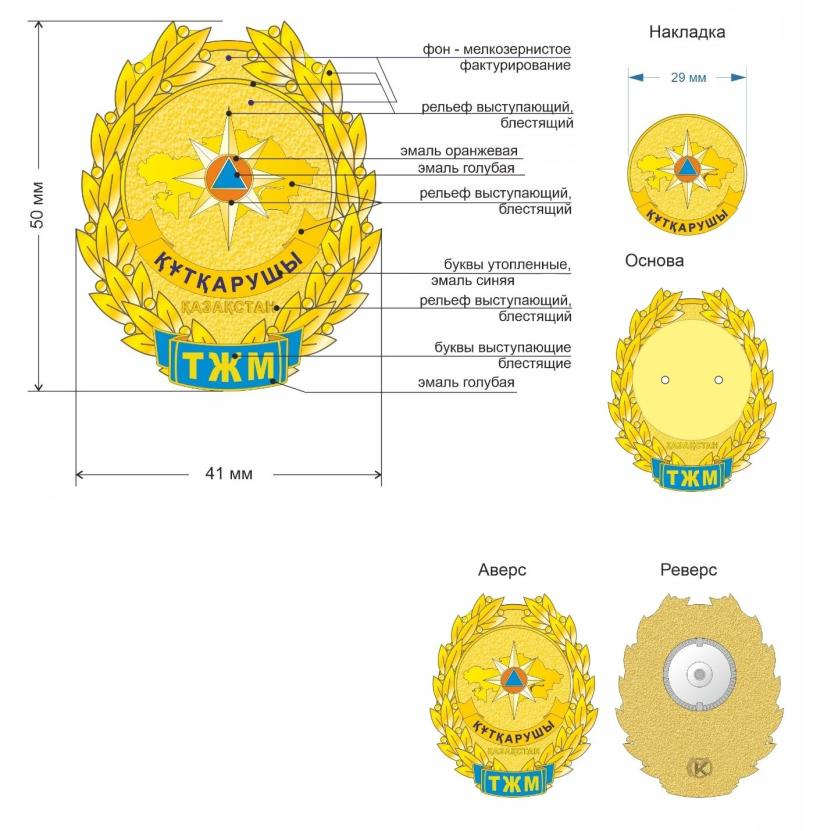 фон - мелкозернистое
фактурирование
рельеф выступающий,
блестящий
эмаль оранжевая
эмаль голубая
рельеф выступающий,
блестящий
буквы утопленные,
эмаль синяя
рельеф выступающий,
блестящий
буквы выступающие
блестящие
эмаль голубая
50 мм
41 мм
ҚҰТҚАРУШЫ
ҚАЗАҚСТАН
ТЖМ
Накладка
29 мм
ҚҰТҚАРУШЫ
Основа
ҚАЗАҚСТАН
ТЖМ
Аверс
ҚҰТҚАРУШЫ
ҚАЗАҚСТАН
ТЖМ
Реверс
К